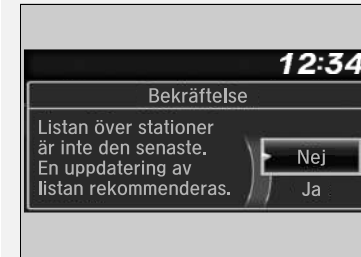 12:34
Bekräftelse
Listan över stationer
är inte den senaste.
En uppdatering av
listan rekommenderas.
Nej
Ja